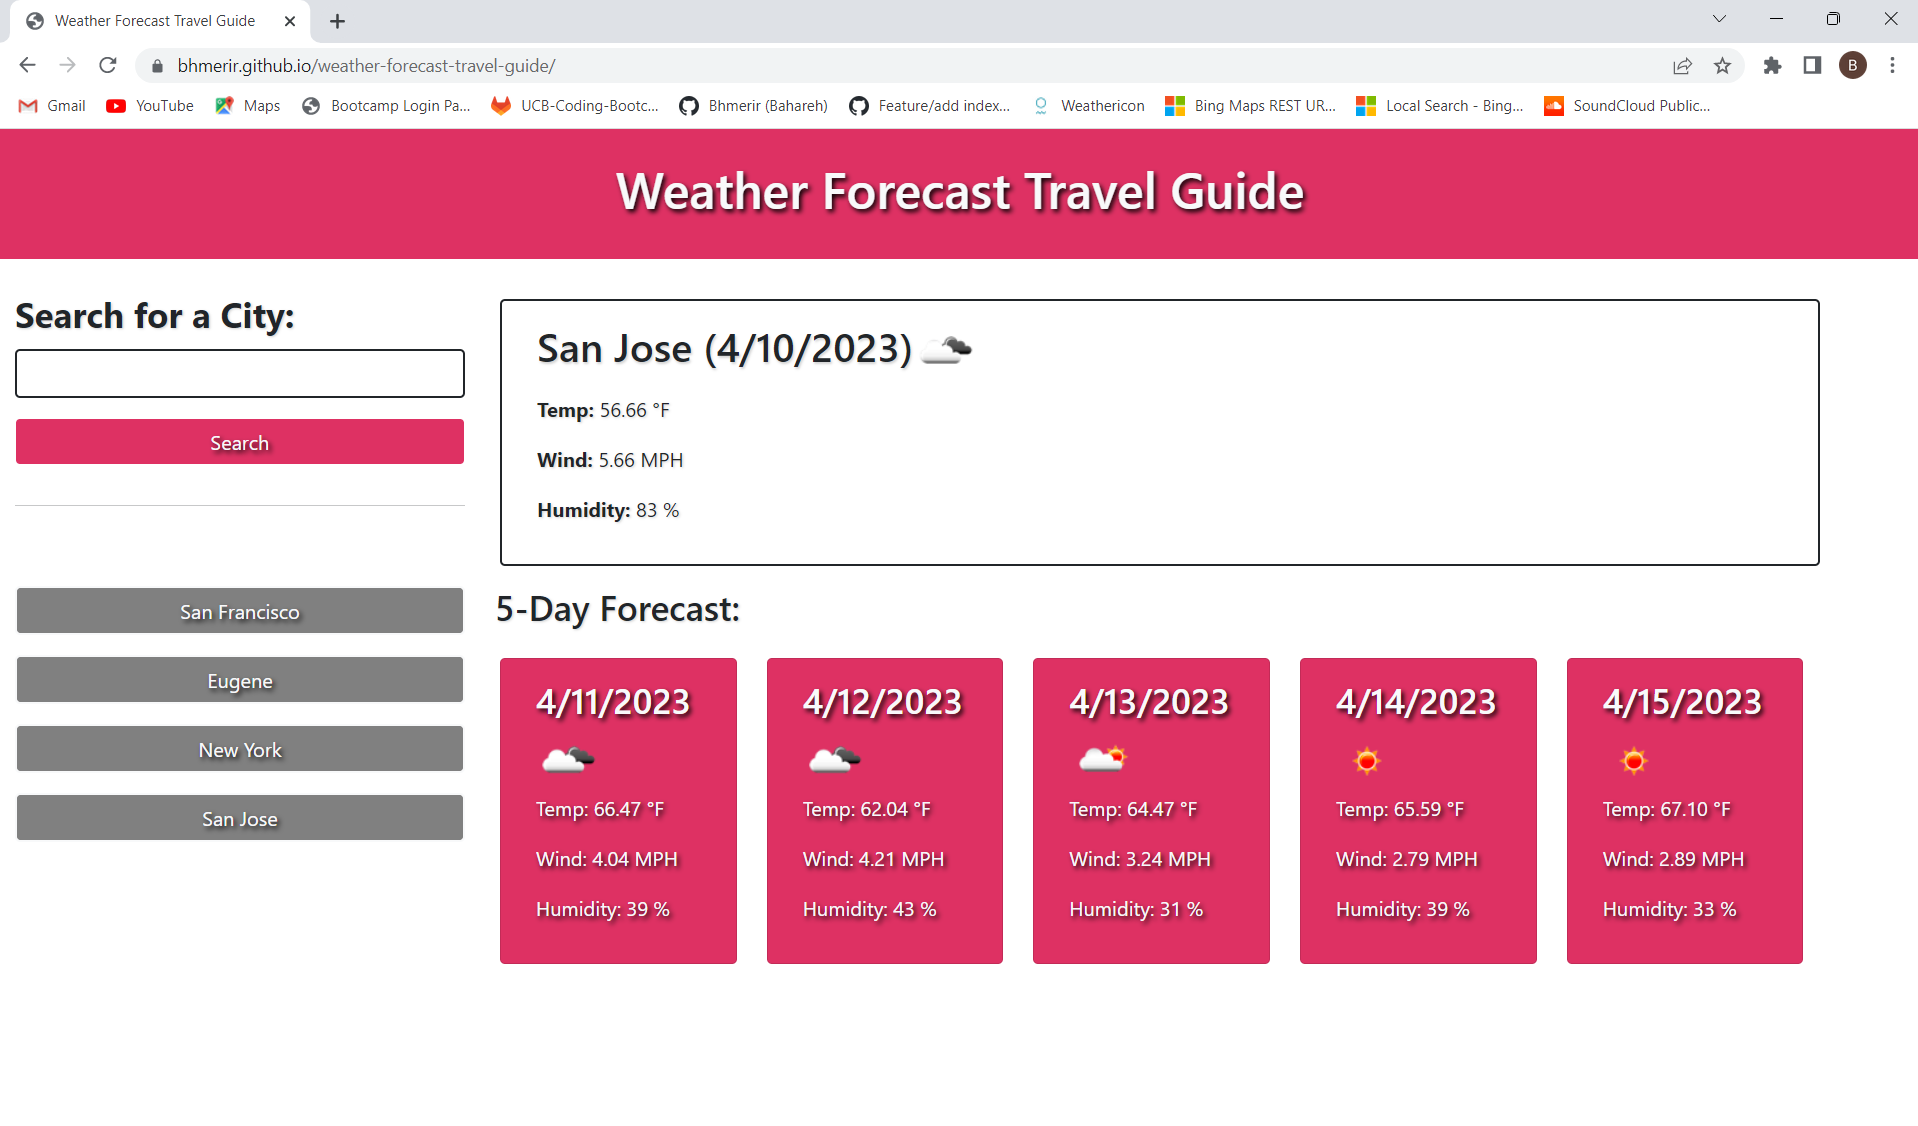 Weather Forecast Travel Guide
bhmerir.github.io/weather-forecast-travel-guide/
B
Gmail
YouTube
Maps
Bootcamp Login Pa...
UCB-Coding-Bootc...
Bhmerir (Bahareh)
Feature/add index...
Weathericon
Bing Maps REST UR...
Local Search - Bing...
SoundCloud Public...
Weather Forecast Travel Guide
Search for a City:
Search
San Francisco
Eugene
New York
San Jose
San Jose (4/10/2023)
Temp: 56.66 °F
Wind: 5.66 MPH
Humidity: 83 %
5-Day Forecast:
4/11/2023
Temp: 66.47 °F
Wind: 4.04 MPH
Humidity: 39 %
4/12/2023
Temp: 62.04 °F
Wind: 4.21 MPH
Humidity: 43 %
4/13/2023
Temp: 64.47 °F
Wind: 3.24 MPH
Humidity: 31 %
4/14/2023
Temp: 65.59 °F
Wind: 2.79 MPH
Humidity: 39 %
4/15/2023
Temp: 67.10 °F
Wind: 2.89 MPH
Humidity: 33 %